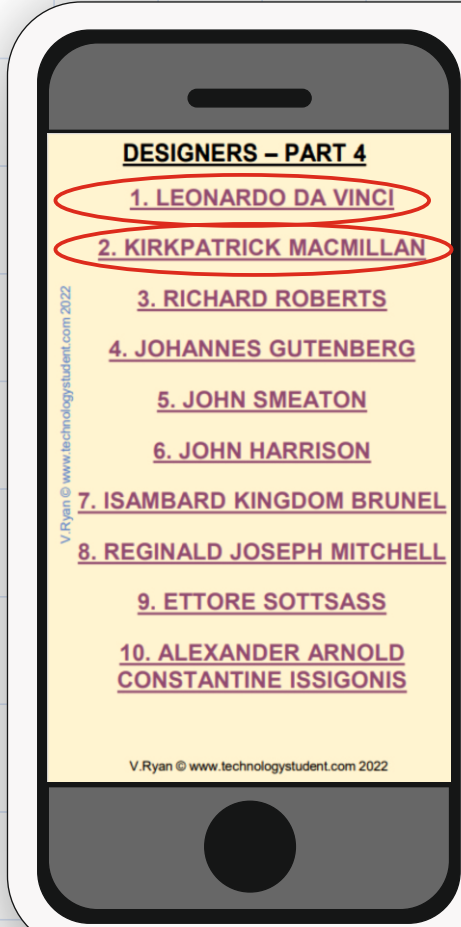 DESIGNERS – PART 4
1. LEONARDO DA VINCI
2. KIRKPATRICK MACMILLAN
3. RICHARD ROBERTS
4. JOHANNES GUTENBERG
5. JOHN SMEATON
6. JOHN HARRISON
7. ISAMBARD KINGDOM BRUNEL
8. REGINALD JOSEPH MITCHELL
9. ETTORE SOTTSASS
10. ALEXANDER ARNOLD
CONSTANTINE ISSIGONIS
V.Ryan © www.technologystudent.com 2022
V.Ryan © www.technologystudent.com 2022